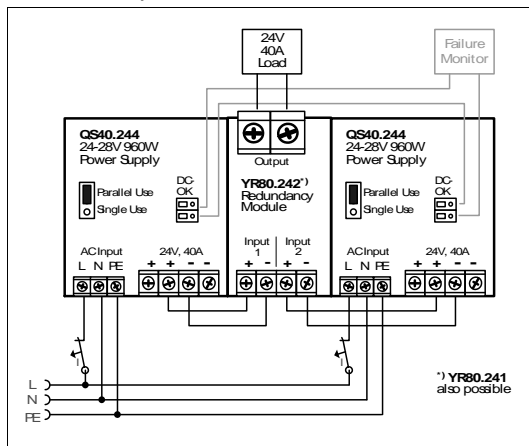 24V
40A
Load
Failure
Monitor
QS40.244
24-28V 960W
Power Supply
DC-
OK
Parallel Use
Single Use
AC Input
L N PE
24V, 40A
+ + - -
Output
YR80.242*)
Redundancy
Module
Input
1
Input
2
+ - + -
QS40.244
24-28V 960W
Power Supply
DC-
OK
Parallel Use
Single Use
AC Input
L N PE
24V, 40A
+ + - -
I
I
L
N
PE
*) YR80.241
also possible